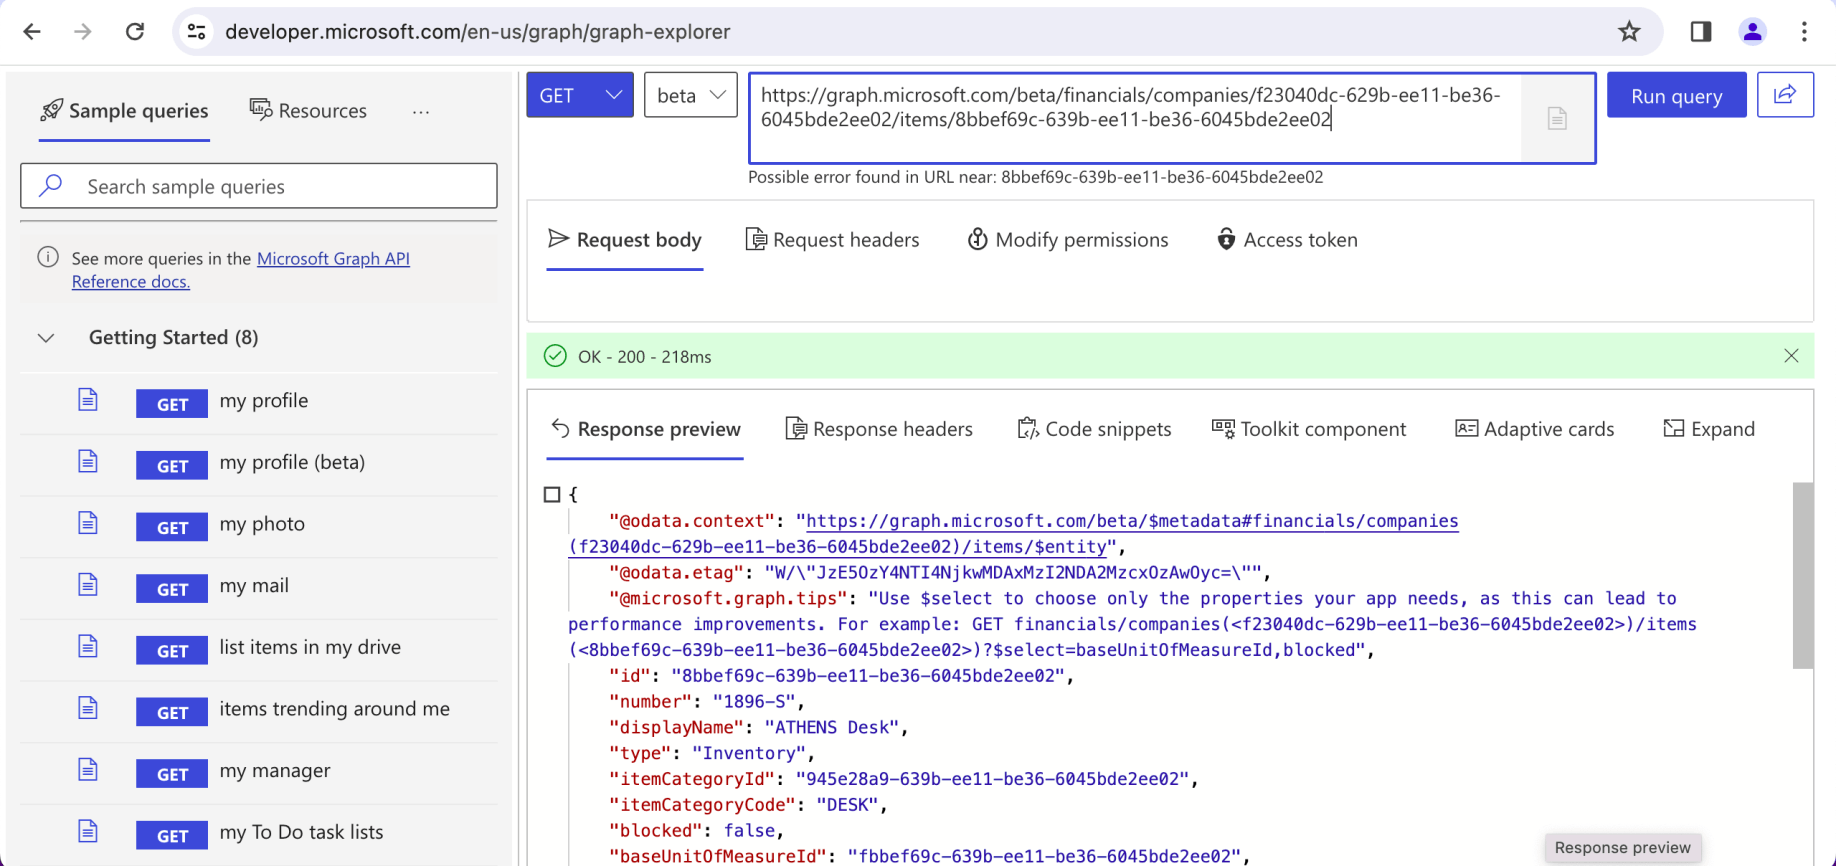 developer.microsoft.com/en-us/graph/graph-explorer
Sample queries
Resources
...
Search sample queries
See more queries in the Microsoft Graph API
Reference docs.
Getting Started (8)
GET my profile
GET my profile (beta)
GET my photo
GET my mail
GET list items in my drive
GET items trending around me
GET my manager
GET my To Do task lists
GET
beta
https://graph.microsoft.com/beta/financials/companies/f23040dc-629b-ee11-be36-
6045bde2ee02/items/8bbef69c-639b-ee11-be36-6045bde2ee02
Run query
Possible error found in URL near: 8bbef69c-639b-ee11-be36-6045bde2ee02
Request body
Request headers
Modify permissions
Access token
OK - 200 - 218ms
Response preview
Response headers
Code snippets
Toolkit component
Adaptive cards
Expand
{
"@odata.context": "https://graph.microsoft.com/beta/$metadata#financials/companies
(f23040dc-629b-ee11-be36-6045bde2ee02)/items/$entity",
"@odata.etag": "W/\"JzE5OzY4NTI4NjkwMDAxMzI2NDA2MzcxOzAwOyc=\"",
"@microsoft.graph.tips": "Use $select to choose only the properties your app needs, as this can lead to
performance improvements. For example: GET financials/companies(<f23040dc-629b-ee11-be36-6045bde2ee02>)/items
(<8bbef69c-639b-ee11-be36-6045bde2ee02>)?$select=baseUnitOfMeasureId,blocked",
"id": "8bbef69c-639b-ee11-be36-6045bde2ee02",
"number": "1896-S",
"displayName": "ATHENS Desk",
"type": "Inventory",
"itemCategoryId": "945e28a9-639b-ee11-be36-6045bde2ee02",
"itemCategoryCode": "DESK",
"blocked": false,
"baseUnitOfMeasureId": "fbbef69c-639b-ee11-be36-6045bde2ee02",
Response preview